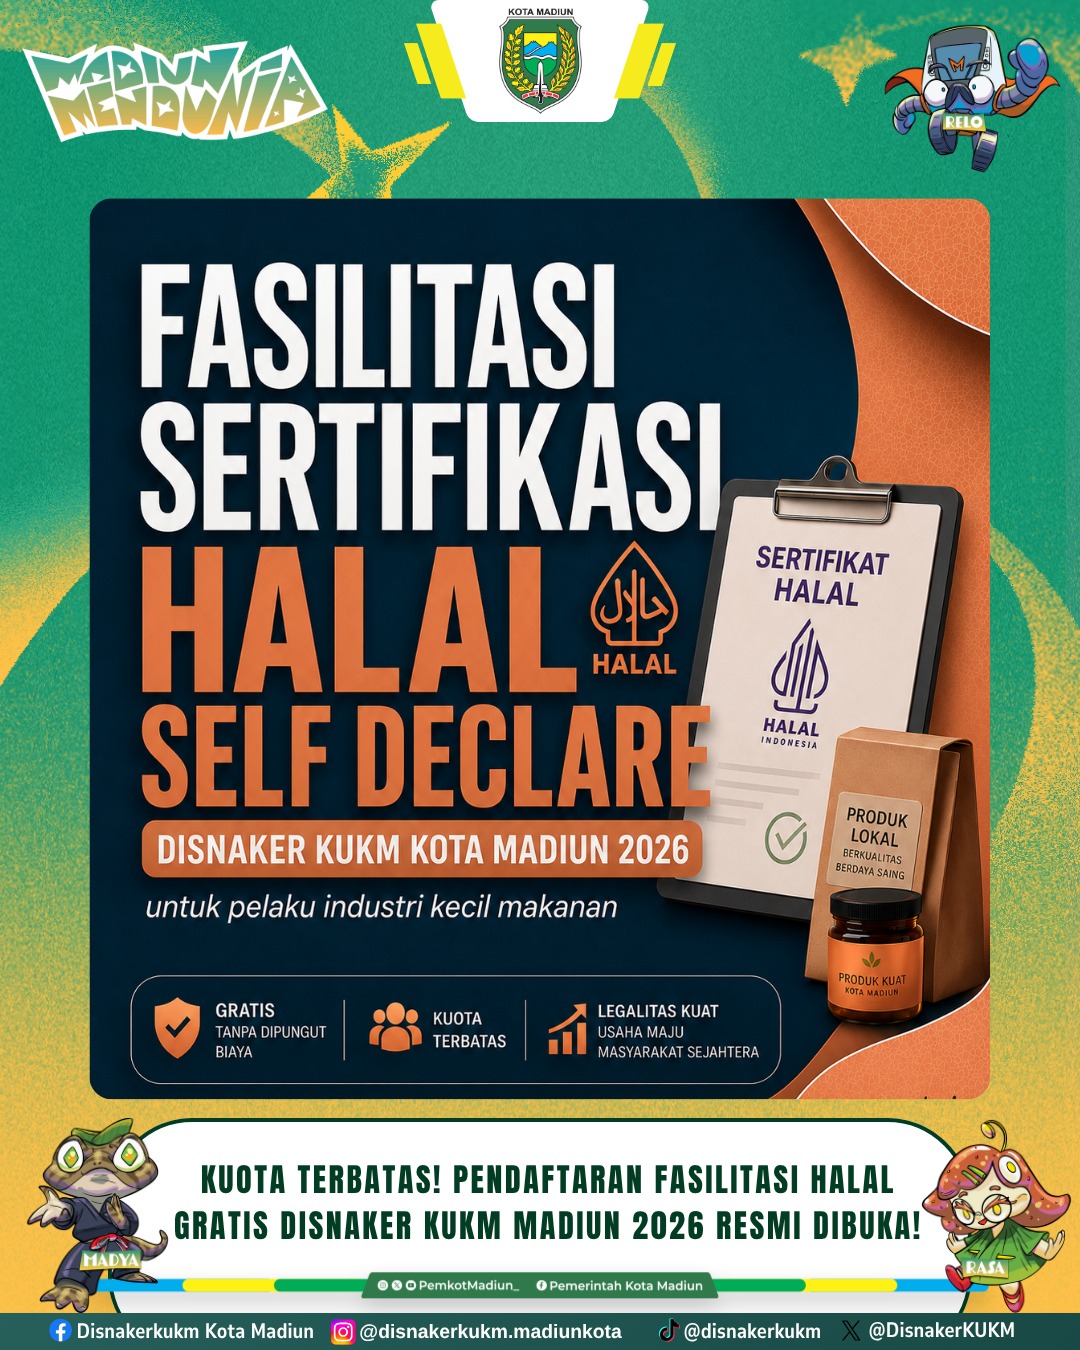 KOTA MADIUN
MADIUN
MENDUNIA
RELO
FASILITASI
SERTIFIKASI
HALAL
حلال
HALAL
SELF DECLARE
DISNAKER KUKM KOTA MADIUN 2026
untuk pelaku industri kecil makanan
SERTIFIKAT
HALAL
HALAL
INDONESIA
PRODUK
LOKAL
BERKUALITAS
BERDAYA SAING
PRODUK KUAT
KOTA MADIUN
GRATIS
TANPA DIPUNGUT
BIAYA
KUOTA
TERBATAS
LEGALITAS KUAT
USAHA MAJU
MASYARAKAT SEJAHTERA
KUOTA TERBATAS! PENDAFTARAN FASILITASI HALAL
GRATIS DISNAKER KUKM MADIUN 2026 RESMI DIBUKA!
MADYA
RASA
PemkotMadiun_
Pemerintah Kota Madiun
Disnakerkukm Kota Madiun
@disnakerkukm.madiunkota
@disnakerkukm
@DisnakerKUKM